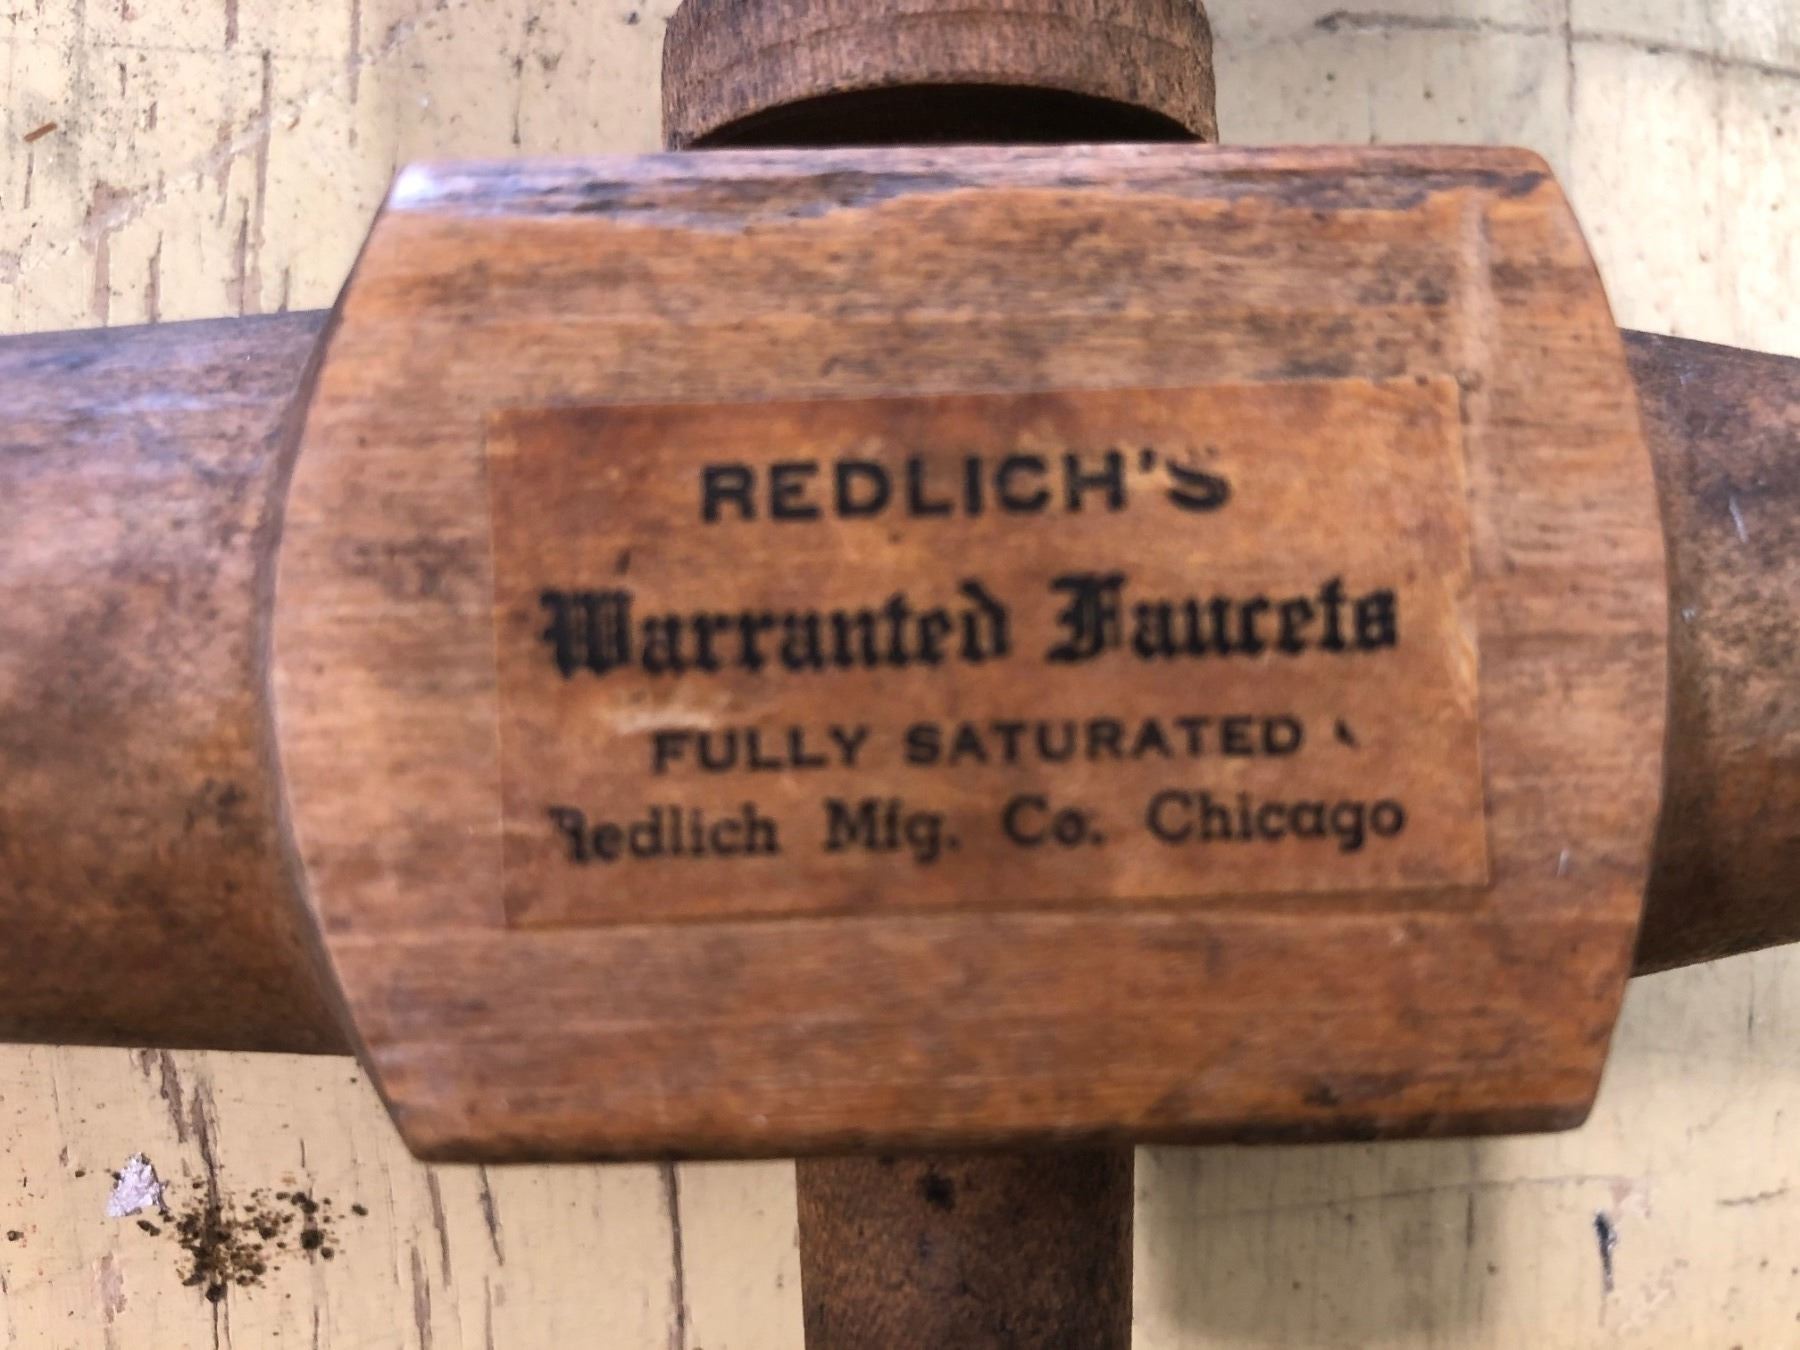 REDLICH'S
Warranted Faucets
FULLY SATURATED
Redlich Mfg. Co. Chicago